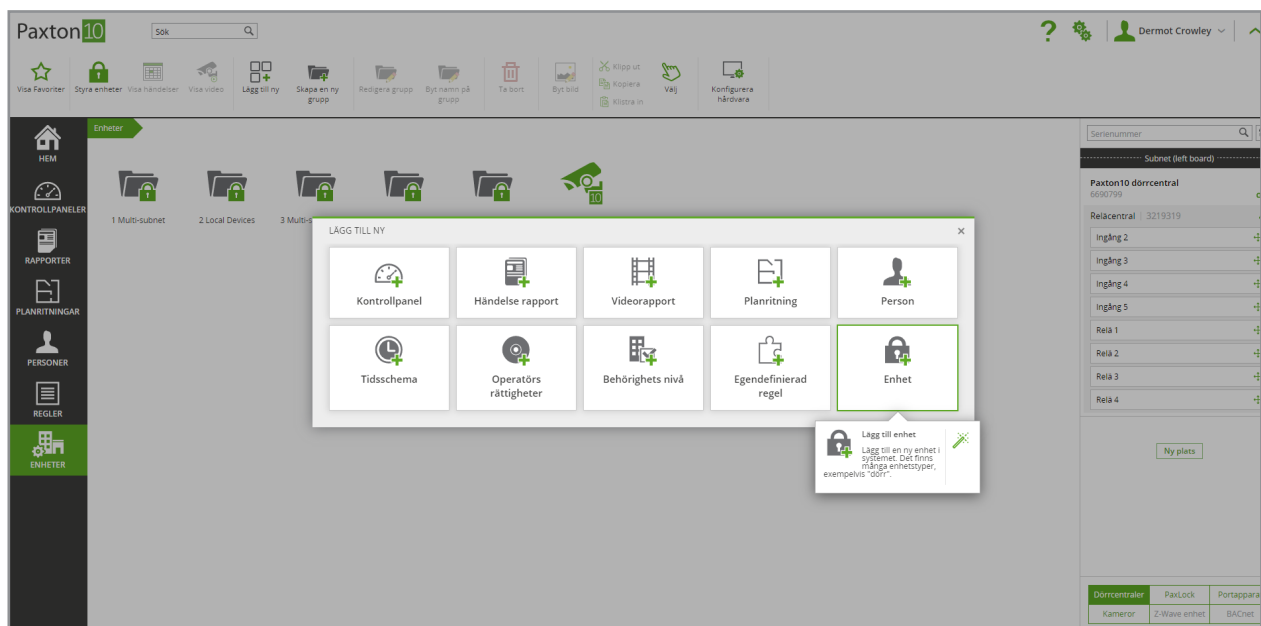 Paxton10
Sök
?
Dermot Crowley
Visa Favoriter
Styra enheter
Visa händelser
Visa video
Lägg till ny
Skapa en ny
grupp
Redigera grupp
Byt namn på
grupp
Ta bort
Byt bild
Klipp ut
Kopiera
Klistra in
Välj
Konfigurera
hårdvara
HEM
KONTROLLPANELER
RAPPORTER
PLANRITNINGAR
PERSONER
REGLER
ENHETER
Enheter
10
1 Multi-subnet
2 Local Devices
3 Multi-s
LÄGG TILL NY
×
Kontrollpanel
Händelse rapport
Videorapport
Planritning
Person
Tidsschema
Operatörs
rättigheter
Behörighets nivå
Egendefinierad
regel
Enhet
Lägg till enhet
Lägg till en ny enhet i
systemet. Det finns
många enhetstyper,
exempelvis "dörr".
Serienummer
Subnet (left board)
Paxton10 dörrcentral
6690799
Reläcentral | 3219319
Ingång 2
Ingång 3
Ingång 4
Ingång 5
Relä 1
Relä 2
Relä 3
Relä 4
Ny plats
Dörrcentraler
PaxLock
Portappara
Kameror
Z-Wave enhet
BACnet